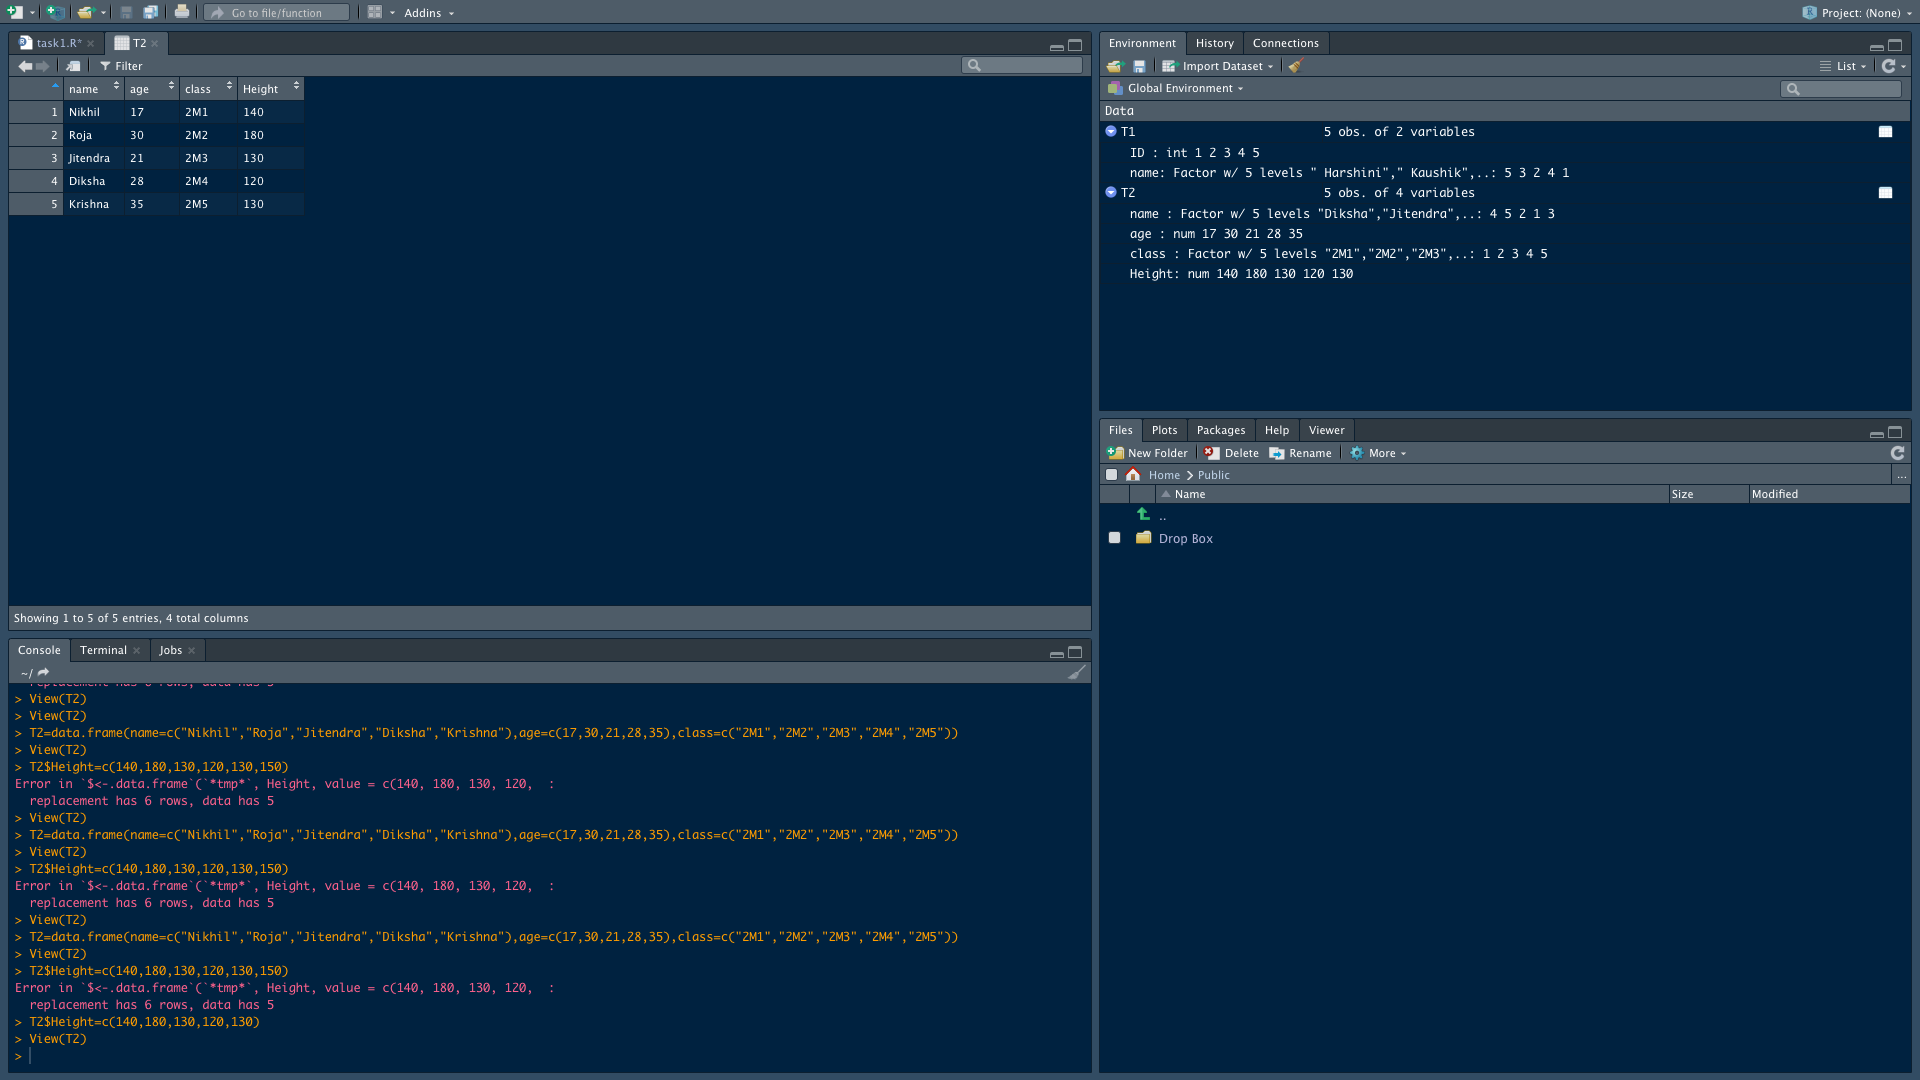 Go to file/function
Addins
Project: (None)
task1.R*
T2
Filter
name age class Height
1 Nikhil 17 2M1 140
2 Roja 30 2M2 180
3 Jitendra 21 2M3 130
4 Diksha 28 2M4 120
5 Krishna 35 2M5 130
Showing 1 to 5 of 5 entries, 4 total columns
Console Terminal Jobs
~/
replacement has 6 rows, data has 5
> View(T2)
> View(T2)
> T2=data.frame(name=c("Nikhil","Roja","Jitendra","Diksha","Krishna"),age=c(17,30,21,28,35),class=c("2M1","2M2","2M3","2M4","2M5"))
> View(T2)
> T2$Height=c(140,180,130,120,130,150)
Error in `$<-.data.frame`(`*tmp*`, Height, value = c(140, 180, 130, 120,  :
  replacement has 6 rows, data has 5
> View(T2)
> T2=data.frame(name=c("Nikhil","Roja","Jitendra","Diksha","Krishna"),age=c(17,30,21,28,35),class=c("2M1","2M2","2M3","2M4","2M5"))
> View(T2)
> T2$Height=c(140,180,130,120,130,150)
Error in `$<-.data.frame`(`*tmp*`, Height, value = c(140, 180, 130, 120,  :
  replacement has 6 rows, data has 5
> View(T2)
> T2=data.frame(name=c("Nikhil","Roja","Jitendra","Diksha","Krishna"),age=c(17,30,21,28,35),class=c("2M1","2M2","2M3","2M4","2M5"))
> View(T2)
> T2$Height=c(140,180,130,120,130,150)
Error in `$<-.data.frame`(`*tmp*`, Height, value = c(140, 180, 130, 120,  :
  replacement has 6 rows, data has 5
> T2$Height=c(140,180,130,120,130)
> View(T2)
>
Environment History Connections
Import Dataset
List
Global Environment
Data
T1 5 obs. of 2 variables
ID : int 1 2 3 4 5
name: Factor w/ 5 levels " Harshini"," Kaushik",..: 5 3 2 4 1
T2 5 obs. of 4 variables
name : Factor w/ 5 levels "Diksha","Jitendra",..: 4 5 2 1 3
age : num 17 30 21 28 35
class : Factor w/ 5 levels "2M1","2M2","2M3",..: 1 2 3 4 5
Height: num 140 180 130 120 130
Files Plots Packages Help Viewer
New Folder Delete Rename More
Home Public ...
Name Size Modified
..
Drop Box